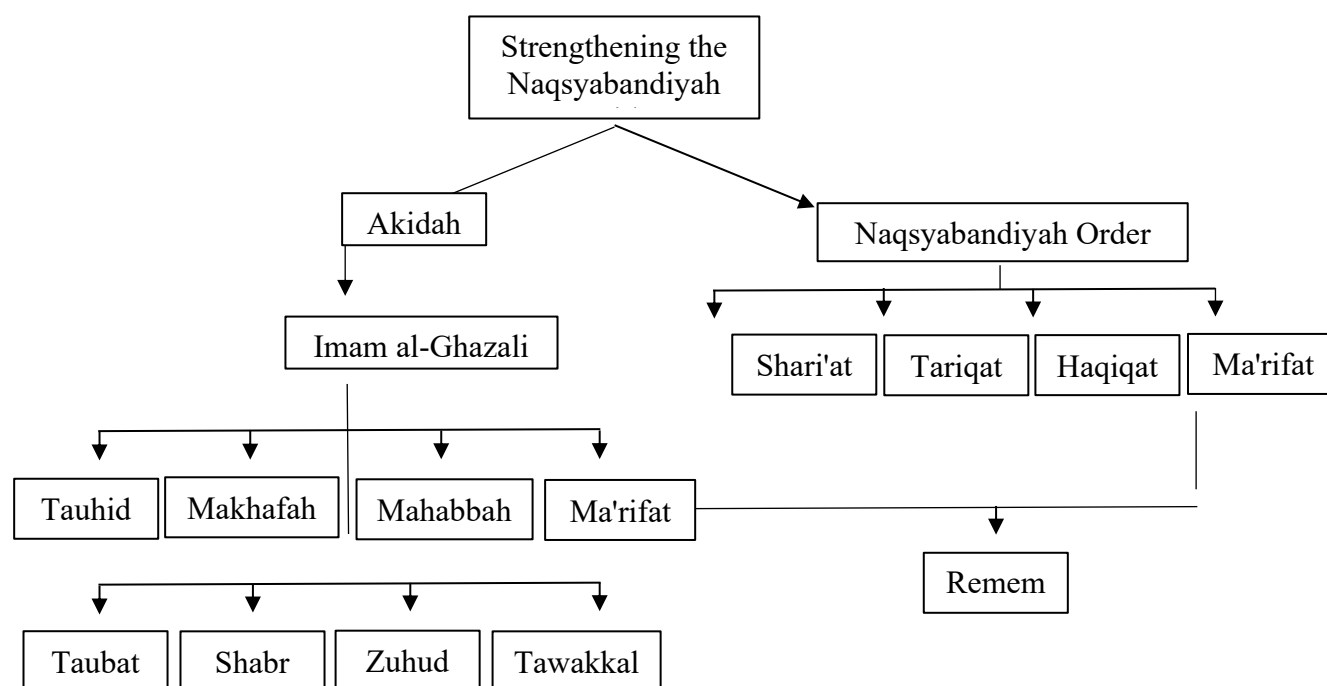 Strengthening the
Naqsyabandiyah
Akidah
Naqsyabandiyah Order
Imam al-Ghazali
Shari'at
Tariqat
Haqiqat
Ma'rifat
Tauhid
Makhafah
Mahabbah
Ma'rifat
Remem
Taubat
Shabr
Zuhud
Tawakkal